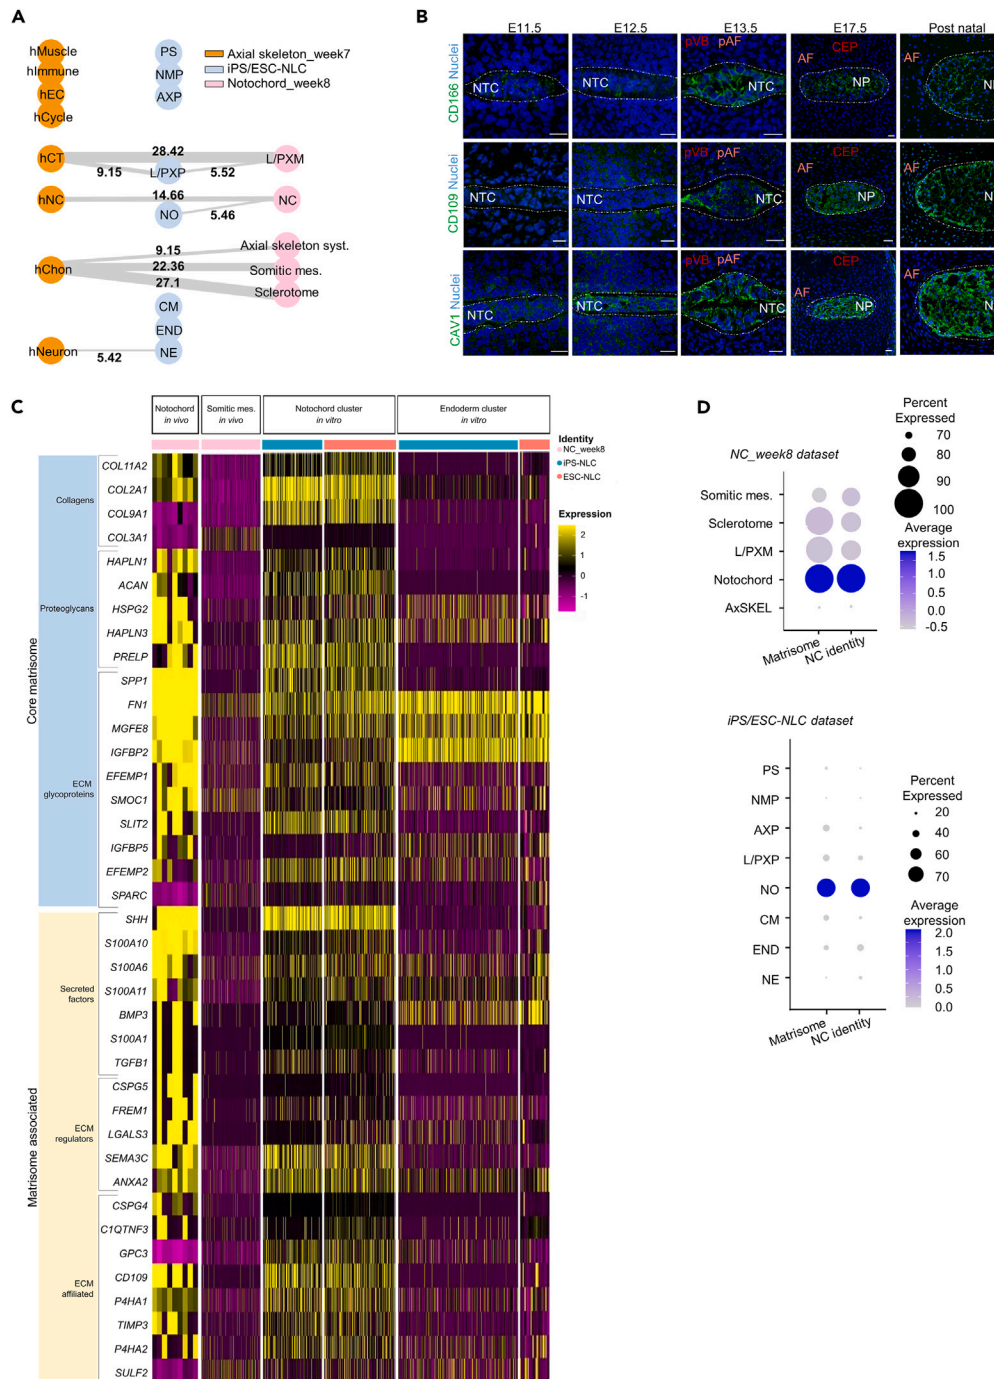 A
hMuscle
hImmune
hEC
hCycle
PS
NMP
AXP
Axial skeleton_week7
iPS/ESC-NLC
Notochord_week8
hCT
28.42
L/PXM
9.15
L/PXP
5.52
hNC
14.66
NC
NO
5.46
hChon
9.15
Axial skeleton syst.
22.36
Somitic mes.
27.1
Sclerotome
CM
END
hNeuron
5.42
NE
B
E11.5
E12.5
E13.5
E17.5
Post natal
CD166 Nuclei
NTC
NTC
pVB
pAF
NTC
CEP
AF
NP
AF
CD109 Nuclei
NTC
NTC
pVB
pAF
NTC
CEP
AF
NP
AF
CAV1 Nuclei
NTC
NTC
pVB
pAF
NTC
CEP
AF
NP
AF
C
Notochord
in vivo
Somitic mes.
in vivo
Notochord cluster
in vitro
Endoderm cluster
in vitro
Identity
NC_week8
iPS-NLC
ESC-NLC
Expression
2
1
0
-1
Core matrisome
Collagens
COL11A2
COL2A1
COL9A1
COL3A1
Proteoglycans
HAPLN1
ACAN
HSPG2
HAPLN3
PRELP
ECM
glycoproteins
SPP1
FN1
MGFE8
IGFBP2
EFEMP1
SMOC1
SLIT2
IGFBP5
EFEMP2
SPARC
Matrisome associated
Secreted
factors
SHH
S100A10
S100A6
S100A11
BMP3
S100A1
TGFB1
ECM
regulators
CSPG5
FREM1
LGALS3
SEMA3C
ANXA2
ECM
affiliated
CSPG4
C1QTNF3
GPC3
CD109
P4HA1
TIMP3
P4HA2
SULF2
D
NC_week8 dataset
Somitic mes.
Sclerotome
L/PXM
Notochord
AxSKEL
Matrisome
NC identity
Percent
Expressed
70
80
90
100
Average
expression
1.5
1.0
0.5
0.0
-0.5
iPS/ESC-NLC dataset
PS
NMP
AXP
L/PXP
NO
CM
END
NE
Matrisome
NC identity
Percent
Expressed
20
40
60
70
Average
expression
2.0
1.5
1.0
0.5
0.0